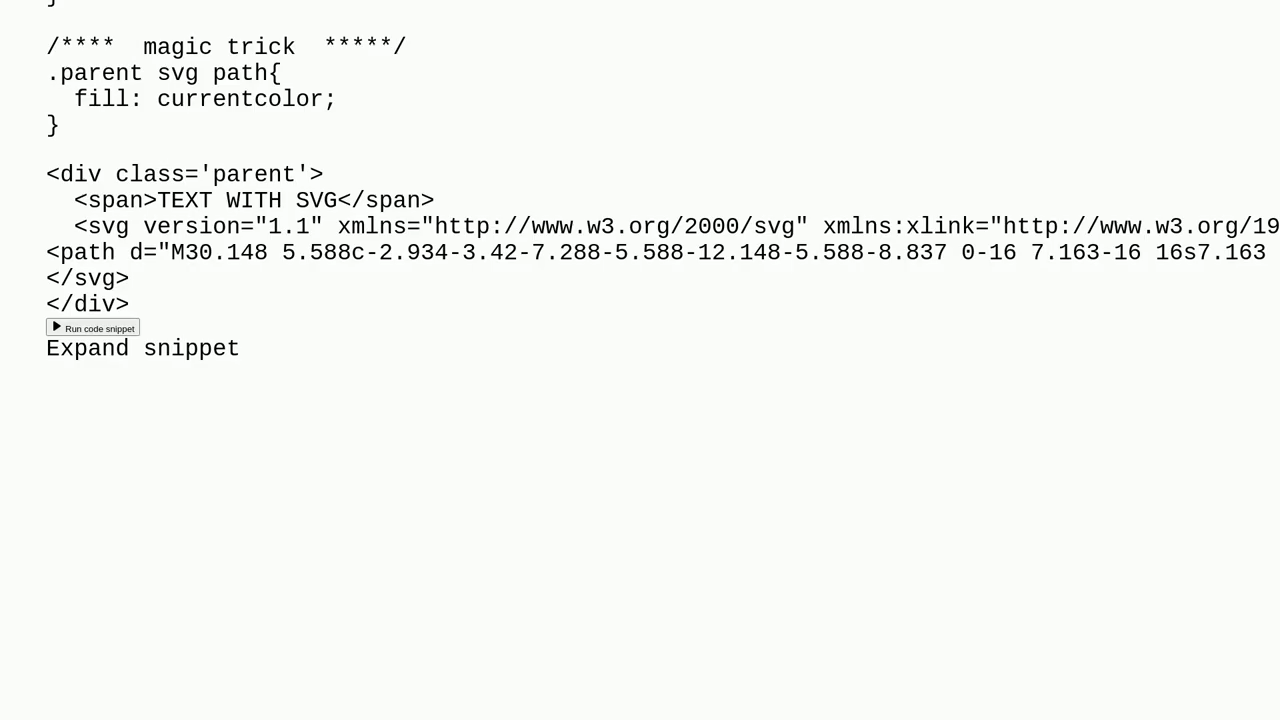 }
/****  magic trick  *****/
.parent svg path{
  fill: currentcolor;
}
<div class='parent'>
  <span>TEXT WITH SVG</span>
  <svg version="1.1" xmlns="http://www.w3.org/2000/svg" xmlns:xlink="http://www.w3.org/19
<path d="M30.148 5.588c-2.934-3.42-7.288-5.588-12.148-5.588-8.837 0-16 7.163-16 16s7.163
</svg>
</div>
Run code snippet
Expand snippet